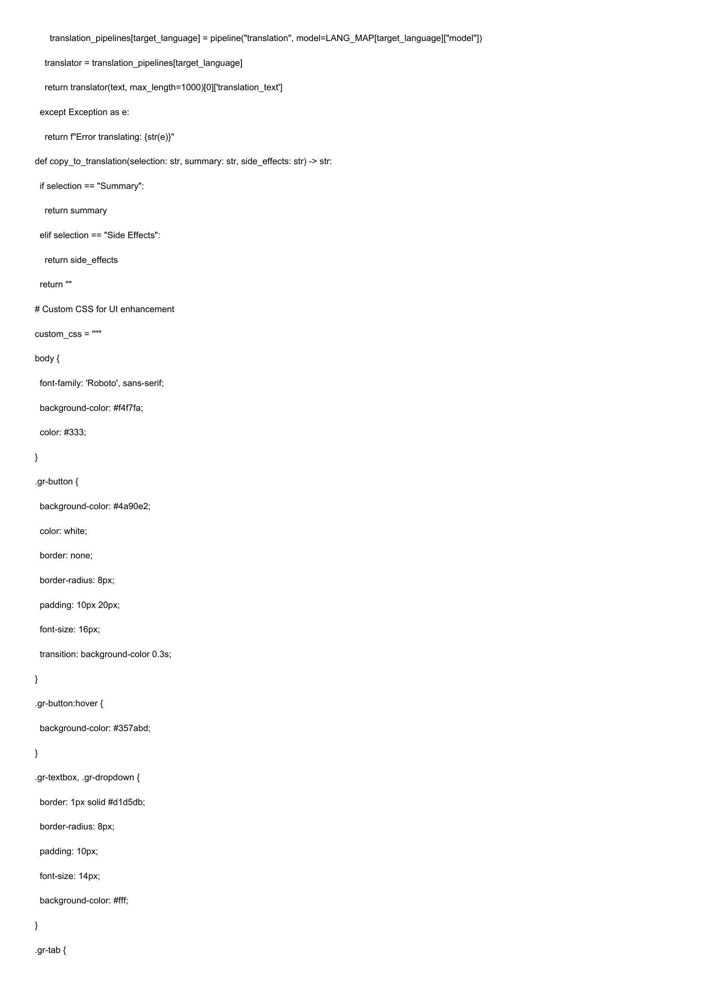 translation_pipelines[target_language] = pipeline("translation", model=LANG_MAP[target_language]["model"])
translator = translation_pipelines[target_language]
return translator(text, max_length=1000)[0]['translation_text']
except Exception as e:
return f"Error translating: {str(e)}"
def copy_to_translation(selection: str, summary: str, side_effects: str) -> str:
if selection == "Summary":
return summary
elif selection == "Side Effects":
return side_effects
return ""
# Custom CSS for UI enhancement
custom_css = """
body {
font-family: 'Roboto', sans-serif;
background-color: #f4f7fa;
color: #333;
}
.gr-button {
background-color: #4a90e2;
color: white;
border: none;
border-radius: 8px;
padding: 10px 20px;
font-size: 16px;
transition: background-color 0.3s;
}
.gr-button:hover {
background-color: #357abd;
}
.gr-textbox, .gr-dropdown {
border: 1px solid #d1d5db;
border-radius: 8px;
padding: 10px;
font-size: 14px;
background-color: #fff;
}
.gr-tab {